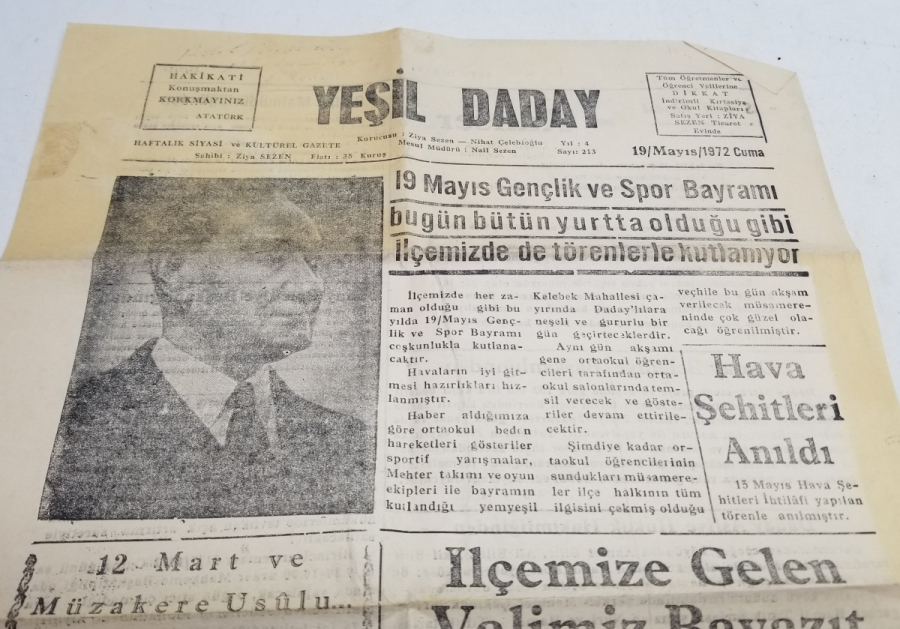 HAKİKATİ
Konuşmaktan
KORKMAYINIZ
ATATÜRK
YEŞİL DADAY
Tüm Öğretmenler ve
Öğrenci Velilerine
DİKKAT
İndirimli Kırtasiye
ve Okul Kitapları
Satış Yeri : ZİYA
SEZEN Ticaret
Evinde
HAFTALIK SİYASİ ve KÜLTÜREL GAZETE
Sahibi : Ziya SEZEN Fiatı : 35 Kuruş
Kurucusu : Ziya Sezen — Nihat Çelebioğlu
Mesul Müdürü : Nail Sezen
Yıl : 4
Sayı: 213
19/Mayıs/1972 Cuma
19 Mayıs Gençlik ve Spor Bayramı
bugün bütün yurtta olduğu gibi
ilçemizde de törenlerle kutlanıyor
İlçemizde her za-
man olduğu gibi bu
yılda 19/Mayıs Genç-
lik ve Spor Bayramı
coşkunlukla kutlana-
caktır.
Havaların iyi git-
mesi hazırlıkları hız-
lanmıştır.
Haber aldığımıza
göre ortaokul beden
hareketleri gösteriler
sportif yarışmalar,
Mehter takımı ve oyun
ekipleri ile bayramın
kutlandığı yemyeşil
Kelebek Mahallesi ça-
yırında Daday'lılara
neşeli ve gururlu bir
gün geçirteceklerdir.
Aynı gün akşamı
gene ortaokul öğren-
cileri tarafından orta-
okul salonlarında tem-
sil verecek ve göste-
riler devam ettirile-
cektir.
Şimdiye kadar or-
taokul öğrencilerinin
sundukları müsamere-
ler ilçe halkının tüm
ilgisini çekmiş olduğu
veçhile bu gün akşam
verilecek müsamere-
ninde çok güzel ola-
cağı öğrenilmiştir.
Hava
Şehitleri
Anıldı
15 Mayıs Hava Şe-
hitleri İhtilâfi yapılan
törenle anılmıştır.
12 Mart ve
Müzakere Usûlu...
İlçemize Gelen
Valimiz Bayazıt